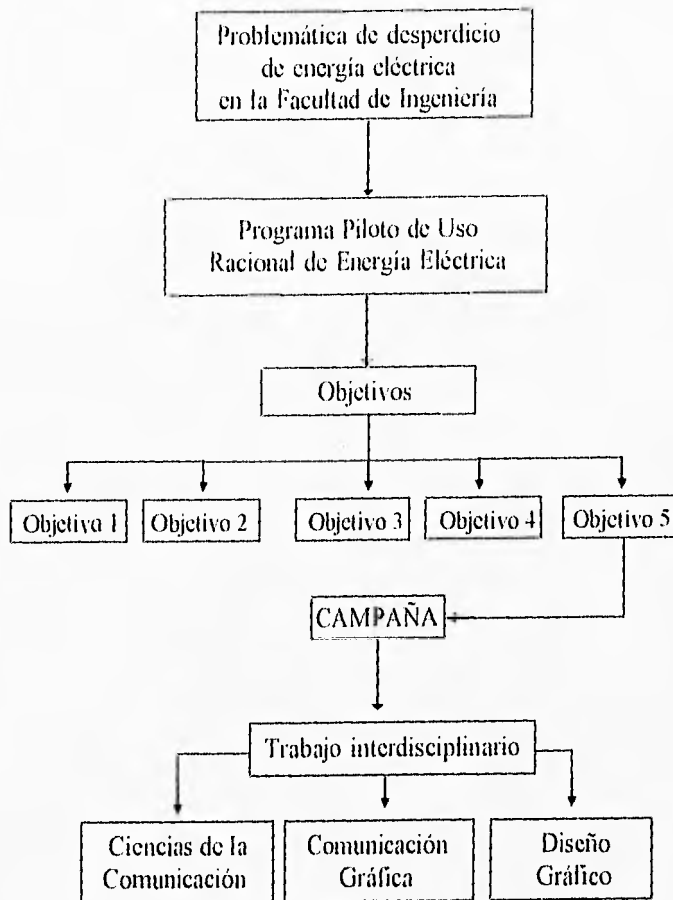 Problemática de desperdicio
de energía eléctrica
en la Facultad de Ingeniería
Programa Piloto de Uso
Racional de Energía Eléctrica
Objetivos
Objetivo 1
Objetivo 2
Objetivo 3
Objetivo 4
Objetivo 5
CAMPAÑA
Trabajo interdisciplinario
Ciencias de la
Comunicación
Comunicación
Gráfica
Diseño
Gráfico